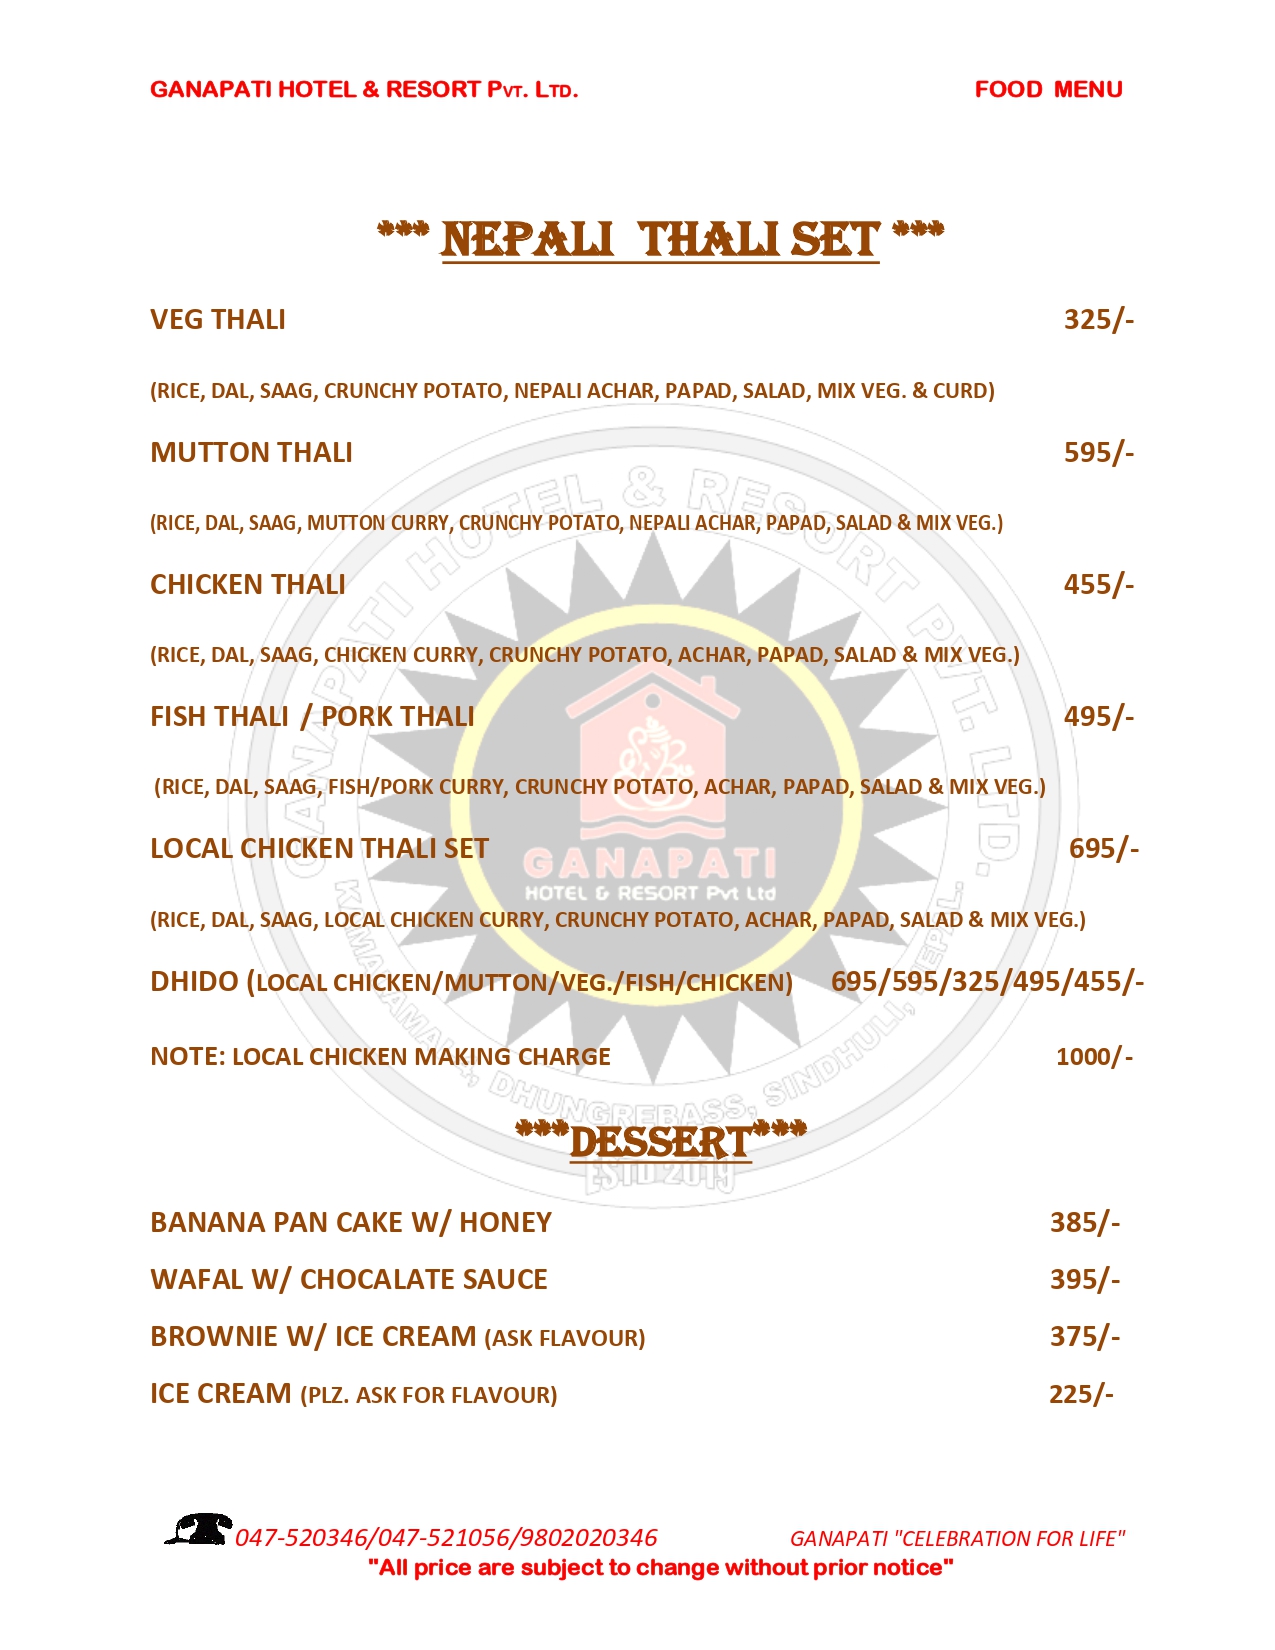 GANAPATI HOTEL & RESORT PVT. LTD. FOOD MENU
*** NEPALI THALI SET ***
VEG THALI 325/-
(RICE, DAL, SAAG, CRUNCHY POTATO, NEPALI ACHAR, PAPAD, SALAD, MIX VEG. & CURD)
MUTTON THALI 595/-
(RICE, DAL, SAAG, MUTTON CURRY, CRUNCHY POTATO, NEPALI ACHAR, PAPAD, SALAD & MIX VEG.)
CHICKEN THALI 455/-
(RICE, DAL, SAAG, CHICKEN CURRY, CRUNCHY POTATO, ACHAR, PAPAD, SALAD & MIX VEG.)
FISH THALI / PORK THALI 495/-
(RICE, DAL, SAAG, FISH/PORK CURRY, CRUNCHY POTATO, ACHAR, PAPAD, SALAD & MIX VEG.)
LOCAL CHICKEN THALI SET 695/-
(RICE, DAL, SAAG, LOCAL CHICKEN CURRY, CRUNCHY POTATO, ACHAR, PAPAD, SALAD & MIX VEG.)
DHIDO (LOCAL CHICKEN/MUTTON/VEG./FISH/CHICKEN) 695/595/325/495/455/-
NOTE: LOCAL CHICKEN MAKING CHARGE 1000/-
***DESSERT***
BANANA PAN CAKE W/ HONEY 385/-
WAFAL W/ CHOCALATE SAUCE 395/-
BROWNIE W/ ICE CREAM (ASK FLAVOUR) 375/-
ICE CREAM (PLZ. ASK FOR FLAVOUR) 225/-
047-520346/047-521056/9802020346 GANAPATI "CELEBRATION FOR LIFE"
"All price are subject to change without prior notice"
GANAPATI HOTEL & RESORT PVT. LTD.
GANAPATI
HOTEL & RESORT Pvt Ltd
DHUNGREBASS, SINDHULI, NEPAL.
ESTD 2019